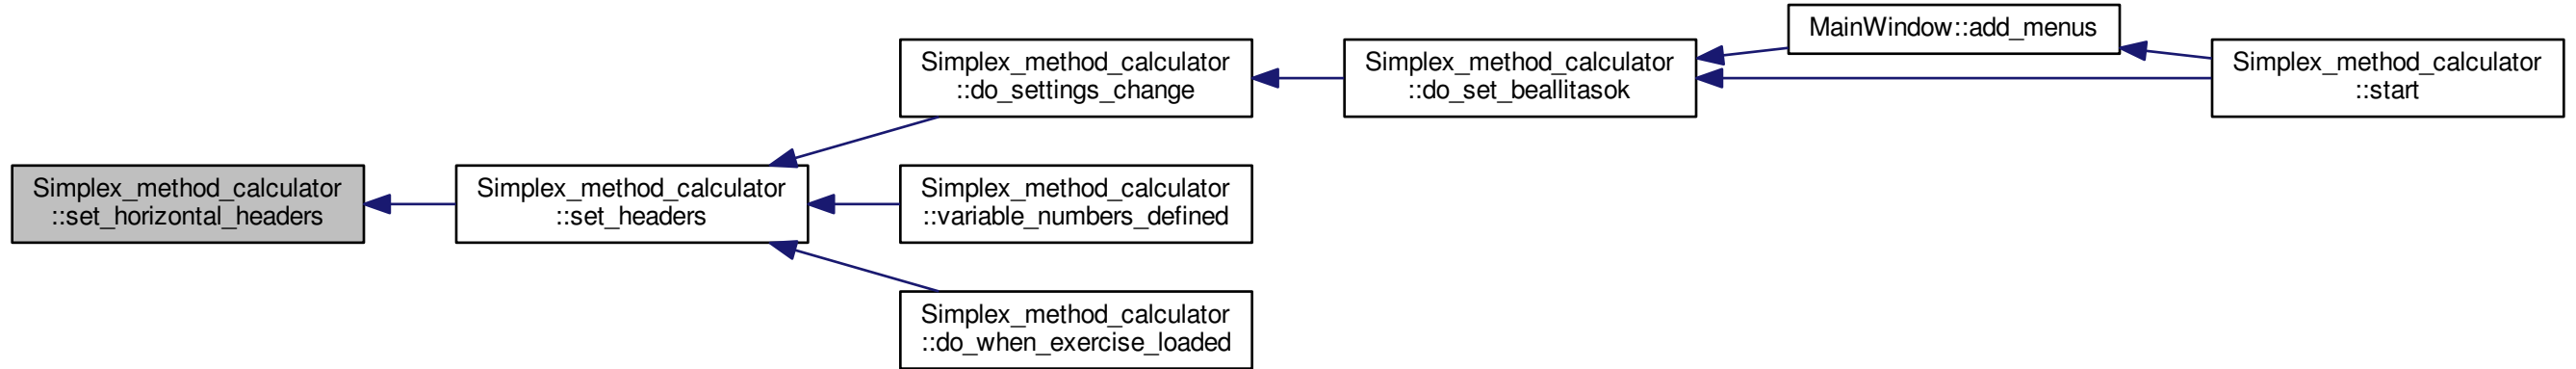 Simplex_method_calculator
::set_horizontal_headers
Simplex_method_calculator
::set_headers
Simplex_method_calculator
::do_settings_change
Simplex_method_calculator
::do_set_beallitasok
MainWindow::add_menus
Simplex_method_calculator
::start
Simplex_method_calculator
::variable_numbers_defined
Simplex_method_calculator
::do_when_exercise_loaded